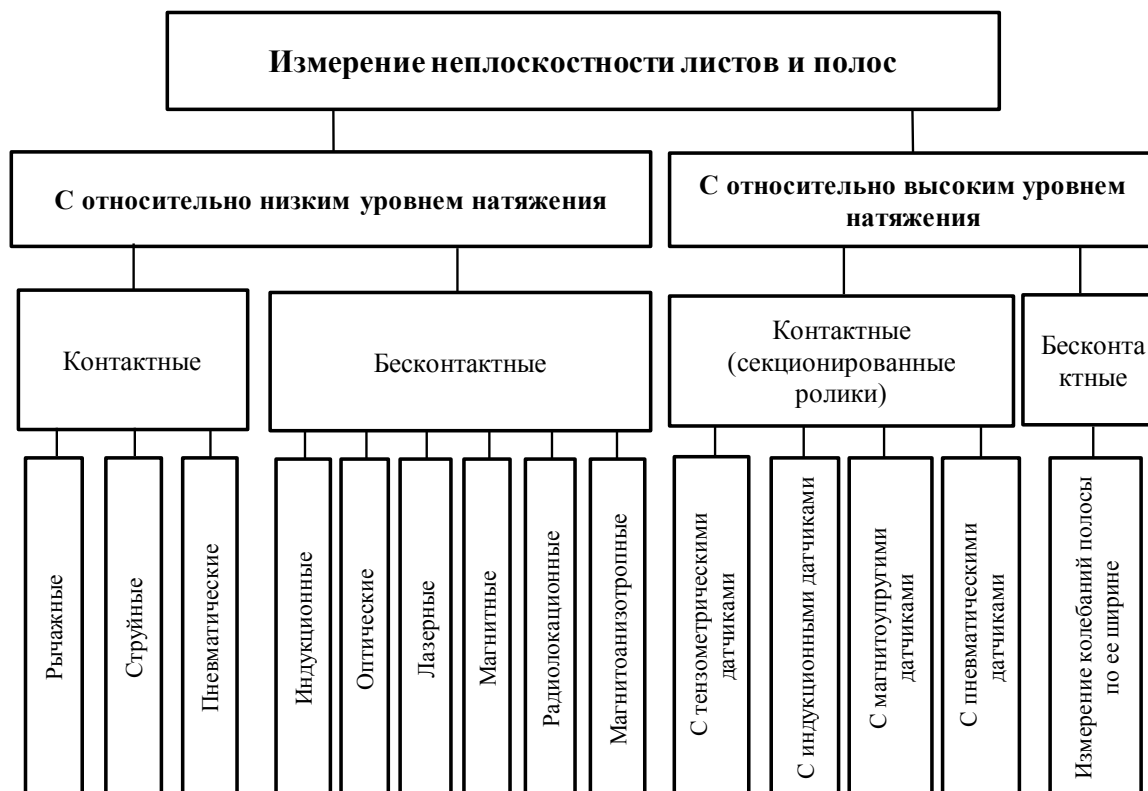 Измерение неплоскостности листов и полос
С относительно низким уровнем натяжения
С относительно высоким уровнем
натяжения
Контактные
Бесконтактные
Контактные
(секционированные
ролики)
Бесконта
ктные
Рычажные
Струйные
Пневматические
Индукционные
Оптические
Лазерные
Магнитные
Радиолокационные
Магнитоанизотропные
С тензометрическими
датчиками
С индукционными датчиками
С магнитоупругими
датчиками
С пневматическими
датчиками
Измерение колебаний полосы
по ее ширине